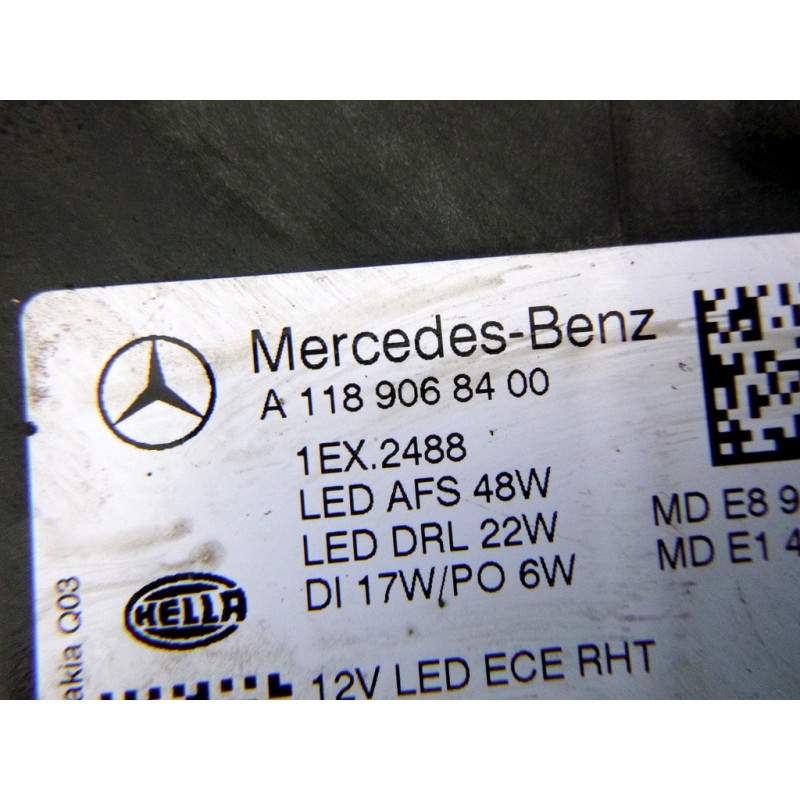 Mercedes-Benz
A 118 906 84 00
1EX.2488
LED AFS 48W
LED DRL 22W
DI 17W/PO 6W
MD E8 9
MD E1 4
HELLA
akia Q03
12V LED ECE RHT